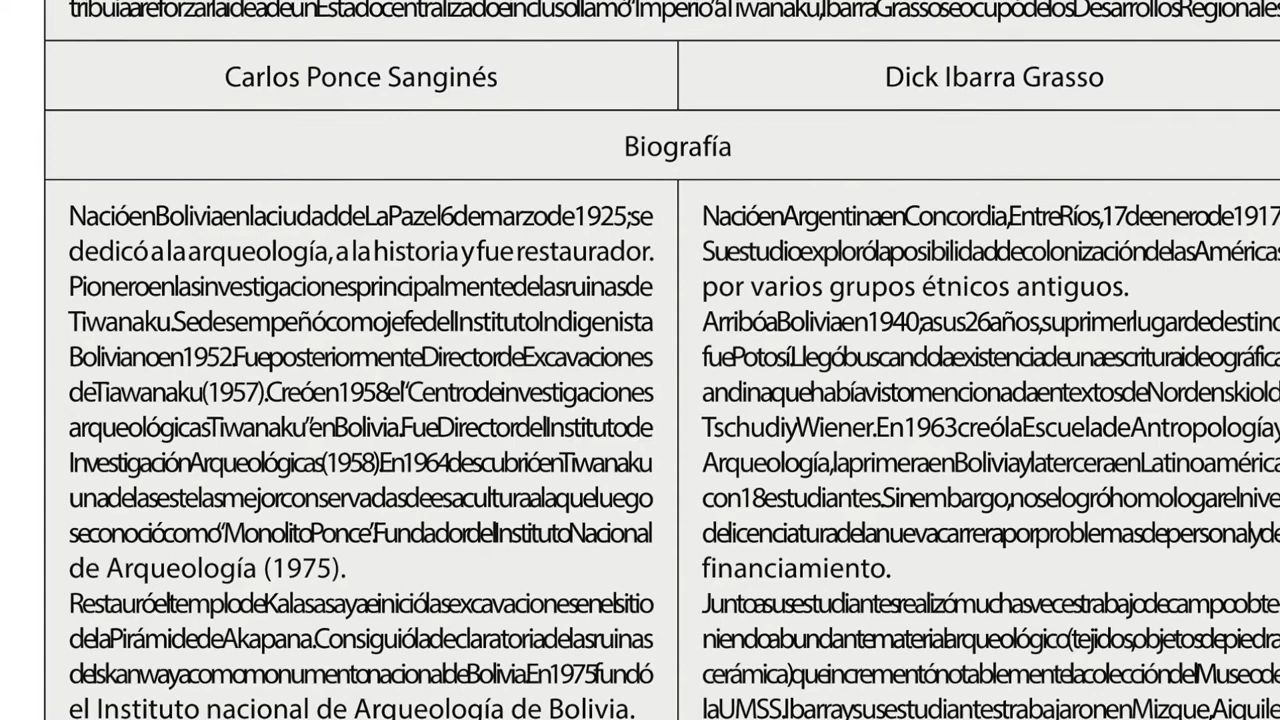 tribuía a reforzar la idea de un Estado centralizado e incluso llamó "Imperio" a Tiwanaku, Ibarra Grasso se ocupó de los Desarrollos Regionales
Carlos Ponce Sanginés
Dick Ibarra Grasso
Biografía
Nació en Bolivia en la ciudad de La Paz el 6 de marzo de 1925; se
dedicó a la arqueología, a la historia y fue restaurador.
Pionero en las investigaciones principalmente de las ruinas de
Tiwanaku. Se desempeñó como jefe del Instituto Indigenista
Boliviano en 1952. Fue posteriormente Director de Excavaciones
de Tiawanaku (1957). Creó en 1958 el "Centro de investigaciones
arqueológicas Tiwanaku" en Bolivia. Fue Director del Instituto de
Investigación Arqueológicas (1958) En 1964 descubrió en Tiwanaku
una de las estelas mejor conservadas de esa cultura a la que luego
se conoció como "Monolito Ponce". Fundador del Instituto Nacional
de Arqueología (1975).
Restauró el templo de Kalasasaya e inició las excavaciones en el sitio
de la Pirámide de Akapana. Consiguió la declaratoria de las ruinas
de Iskanwaya como monumento nacional de Bolivia. En 1975 fundó
el Instituto nacional de Arqueología de Bolivia.
Nació en Argentina en Concordia, Entre Ríos, 17 de enero de 1917
Su estudio exploró la posibilidad de colonización de las Américas
por varios grupos étnicos antiguos.
Arribó a Bolivia en 1940; a sus 26 años, su primer lugar de destino
fue Potosí. Llegó buscando la existencia de una escritura ideográfica
andina que había visto mencionada en textos de Nordenskiold
Tschudi y Wiener. En 1963 creó la Escuela de Antropología y
Arqueología, la primera en Bolivia y la tercera en Latinoamérica
con 18 estudiantes. Sin embargo, no se logró homologar el nive
de licenciatura de la nueva carrera por problemas de personal y de
financiamiento.
Junto a sus estudiantes realizó muchas veces trabajo de campo obte
niendo abundante material arqueológico (tejidos, objetos de piedra
cerámica) que incrementó notablemente la colección del Museo de
la UMSS. Ibarra y sus estudiantes trabajaron en Mizque, Aiquile